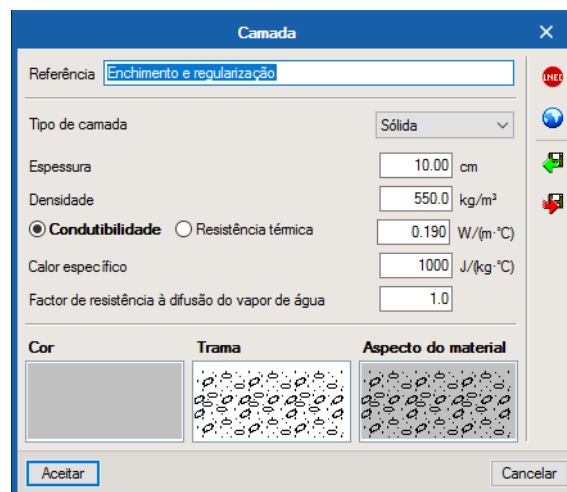 Camada
Referência Enchimento e regularização
LNEC
Tipo de camada Sólida
Espessura 10.00 cm
Densidade 550.0 kg/m³
Condutibilidade Resistência térmica 0.190 W/(m·°C)
Calor específico 1000 J/(kg·°C)
Factor de resistência à difusão do vapor de água 1.0
Cor Trama Aspecto do material
Aceitar Cancelar